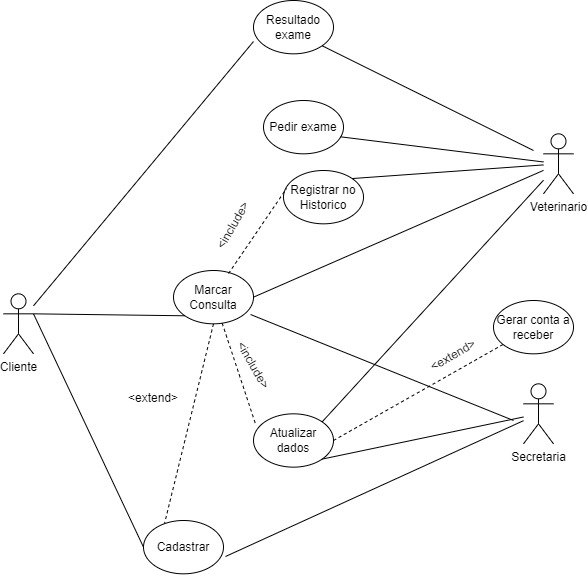 Resultado
exame
Pedir exame
Registrar no
Historico
Veterinario
<include>
Marcar
Consulta
Gerar conta a
receber
Cliente
<include>
<extend>
<extend>
Atualizar
dados
Secretaria
Cadastrar